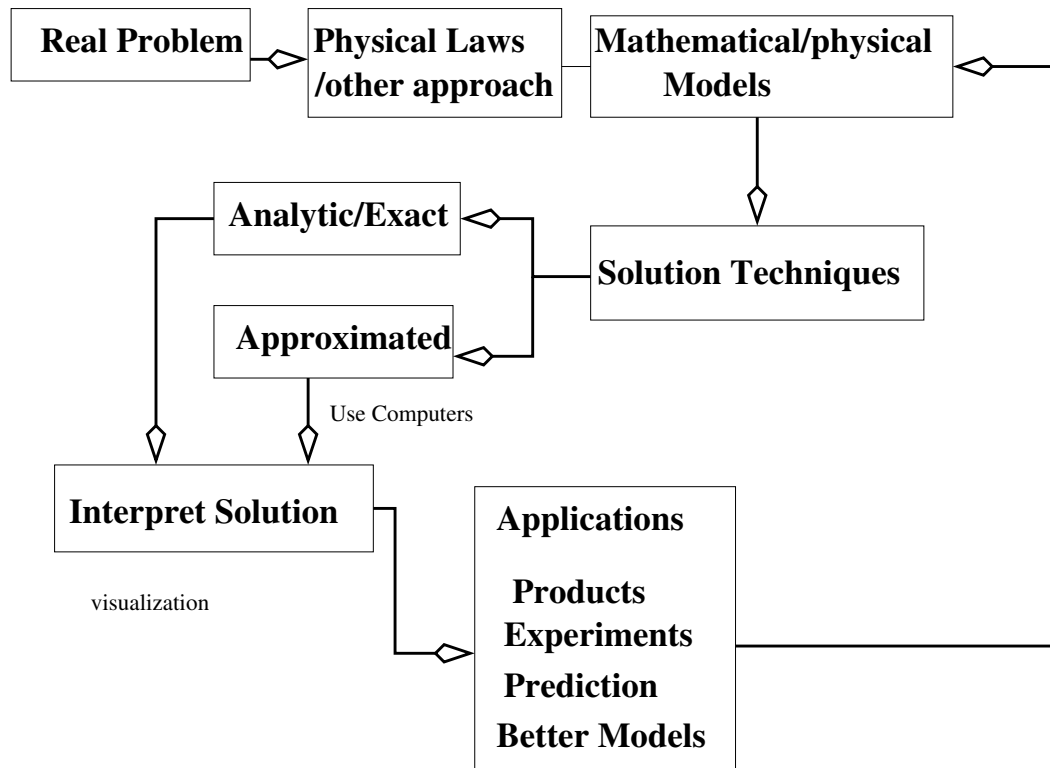 Real Problem
Physical Laws
/other approach
Mathematical/physical
Models
Analytic/Exact
Solution Techniques
Approximated
Use Computers
Interpret Solution
visualization
Applications
Products
Experiments
Prediction
Better Models